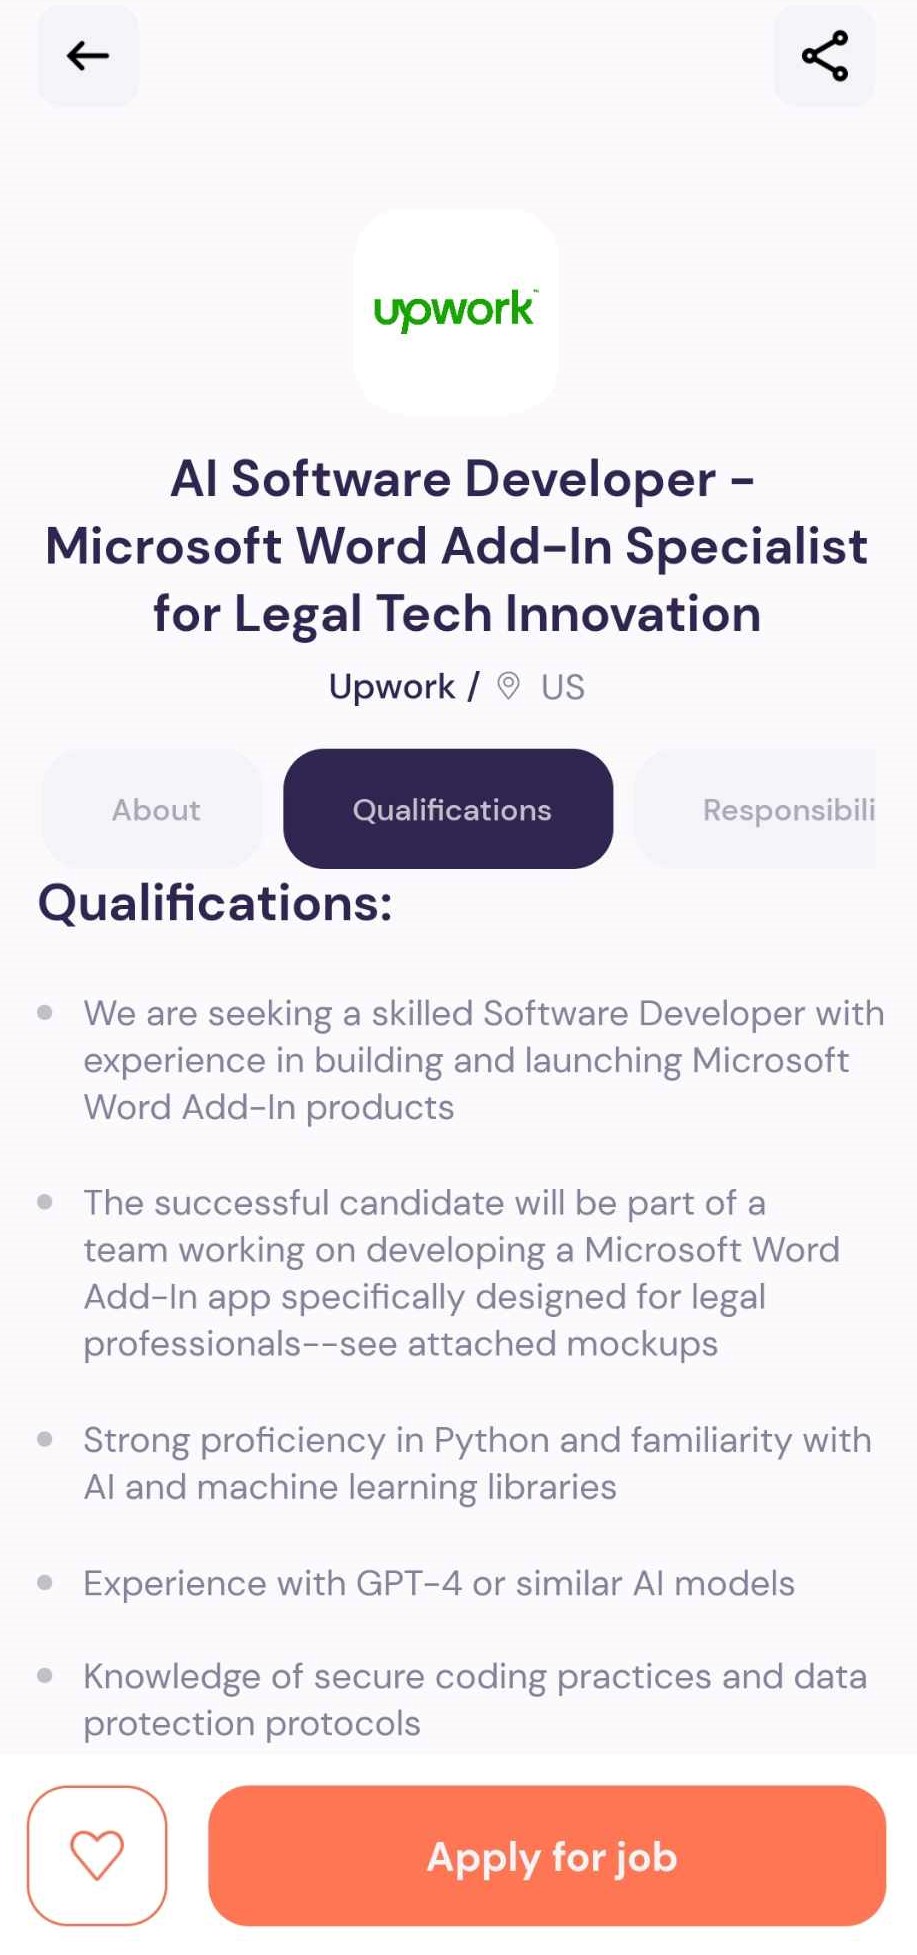 upwork™
AI Software Developer -
Microsoft Word Add-In Specialist
for Legal Tech Innovation
Upwork / US
About
Qualifications
Responsibili
Qualifications:
We are seeking a skilled Software Developer with
experience in building and launching Microsoft
Word Add-In products
The successful candidate will be part of a
team working on developing a Microsoft Word
Add-In app specifically designed for legal
professionals--see attached mockups
Strong proficiency in Python and familiarity with
AI and machine learning libraries
Experience with GPT-4 or similar AI models
Knowledge of secure coding practices and data
protection protocols
Apply for job